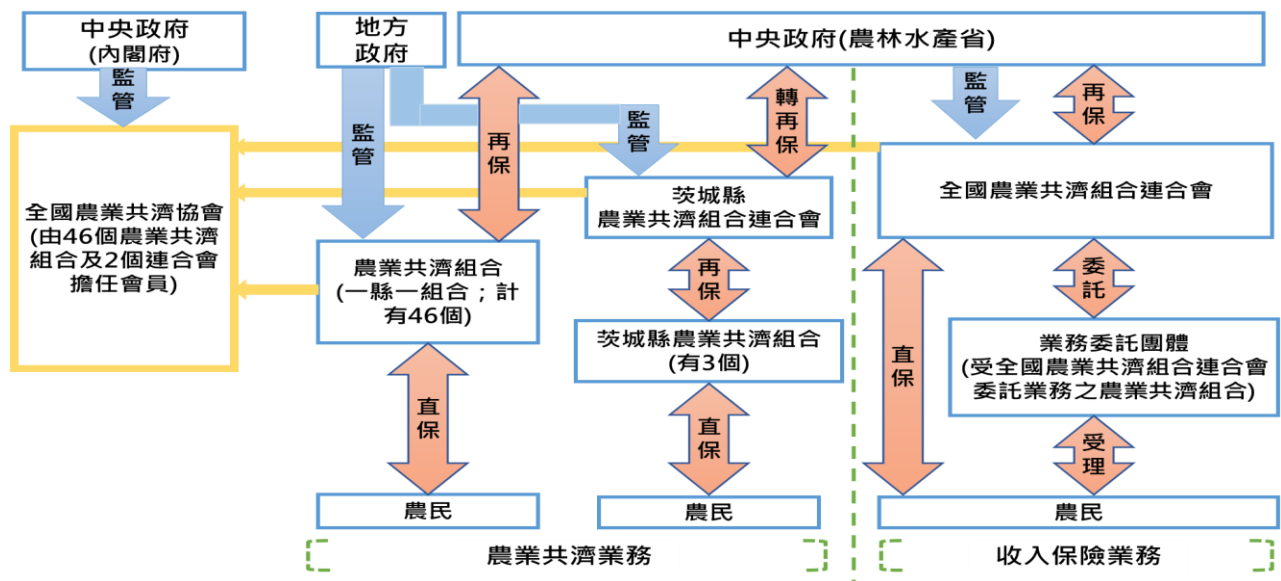 中央政府
(內閣府)
地方
政府
中央政府(農林水產省)
監管
監管
再保
監管
轉再保
監管
再保
全國農業共濟協會
(由46個農業共濟
組合及2個連合會
擔任會員)
茨城縣
農業共濟組合連合會
全國農業共濟組合連合會
農業共濟組合
(一縣一組合；計
有46個)
再保
委託
茨城縣農業共濟組合
(有3個)
業務委託團體
(受全國農業共濟組合連合會
委託業務之農業共濟組合)
直保
直保
直保
受理
農民
農民
農民
農業共濟業務
收入保險業務